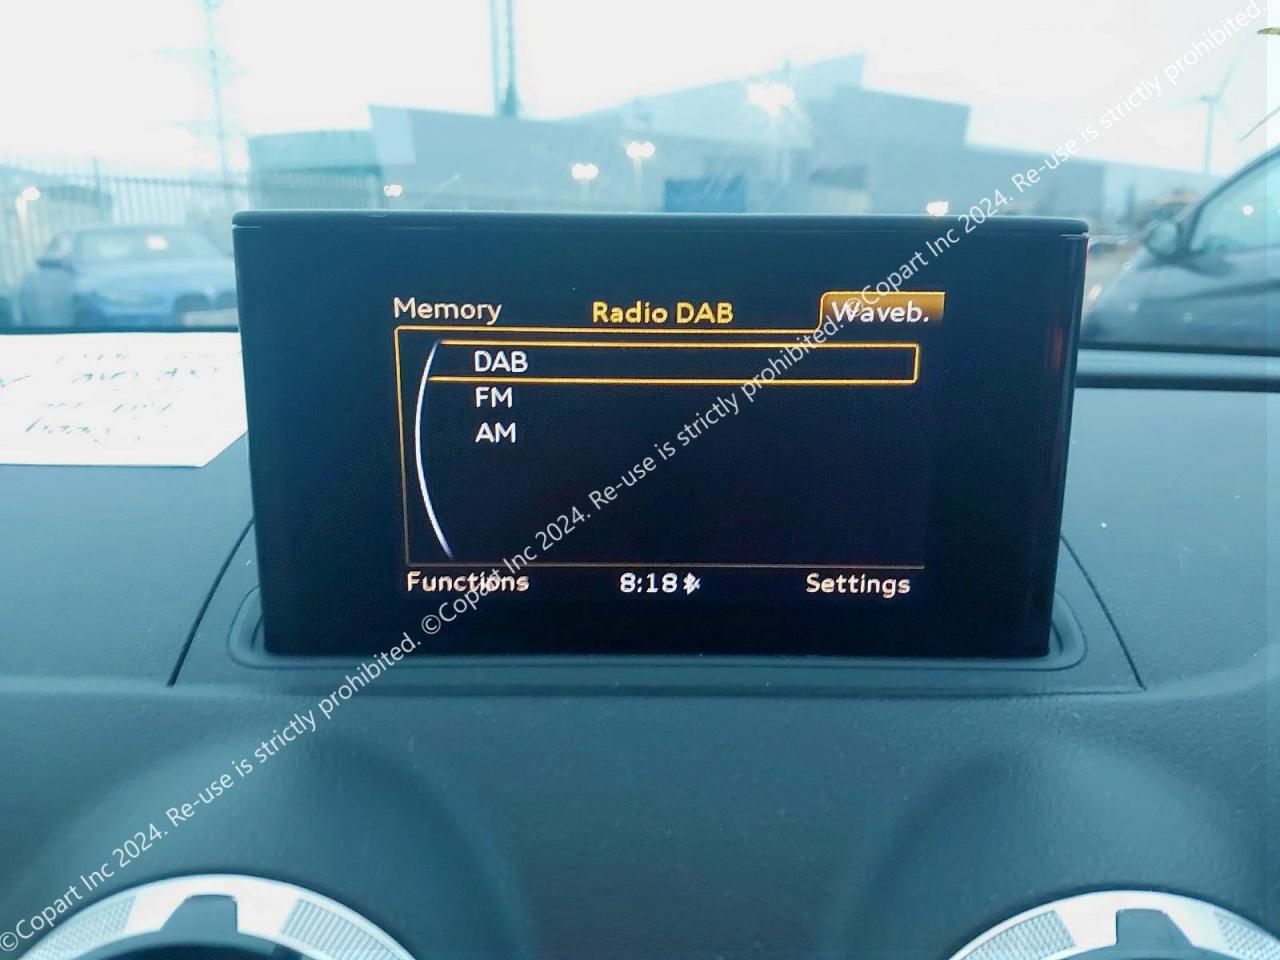 Memory Radio DAB Waveb.
DAB
FM
AM
Functions 8:18 Settings
©Copart Inc 2024. Re-use is strictly prohibited. ©Copart Inc 2024. Re-use is strictly prohibited. ©Copart Inc 2024. Re-use is strictly prohibited.